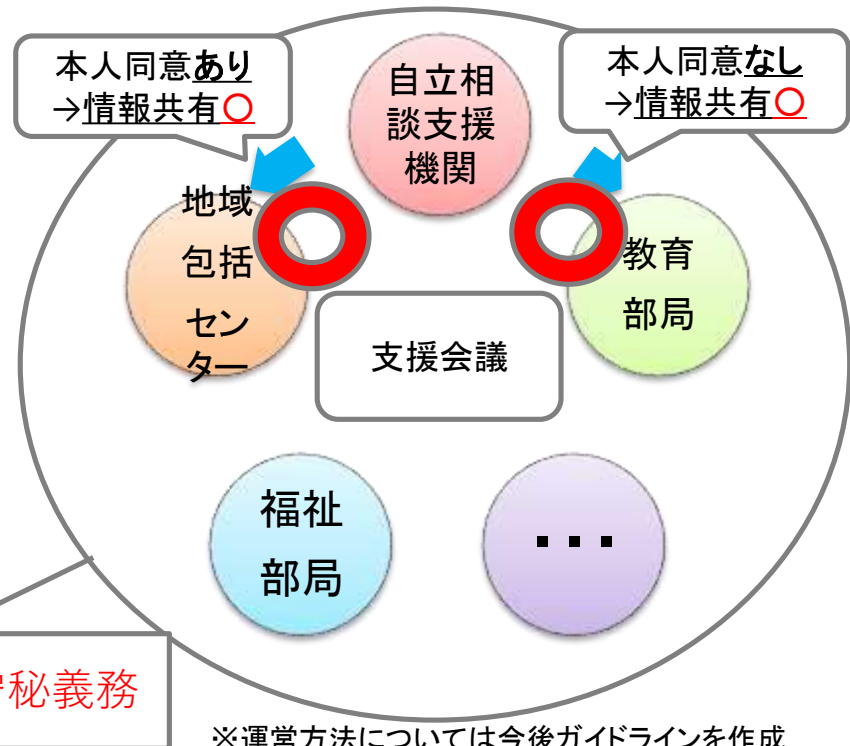 本人同意あり
→情報共有〇
本人同意なし
→情報共有〇
自立相
談支援
機関
地域
包括
セン
ター
教育
部局
支援会議
福祉
部局
・・・
秘義務
※運営方法については今後ガイドラインを作成